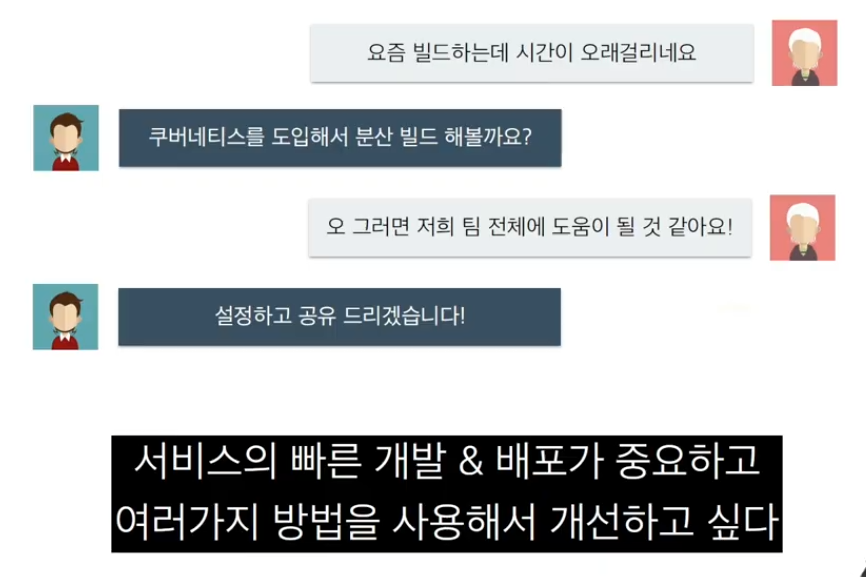 요즘 빌드하는데 시간이 오래걸리네요
쿠버네티스를 도입해서 분산 빌드 해볼까요?
오 그러면 저희 팀 전체에 도움이 될 것 같아요!
설정하고 공유 드리겠습니다!
서비스의 빠른 개발 & 배포가 중요하고
여러가지 방법을 사용해서 개선하고 싶다